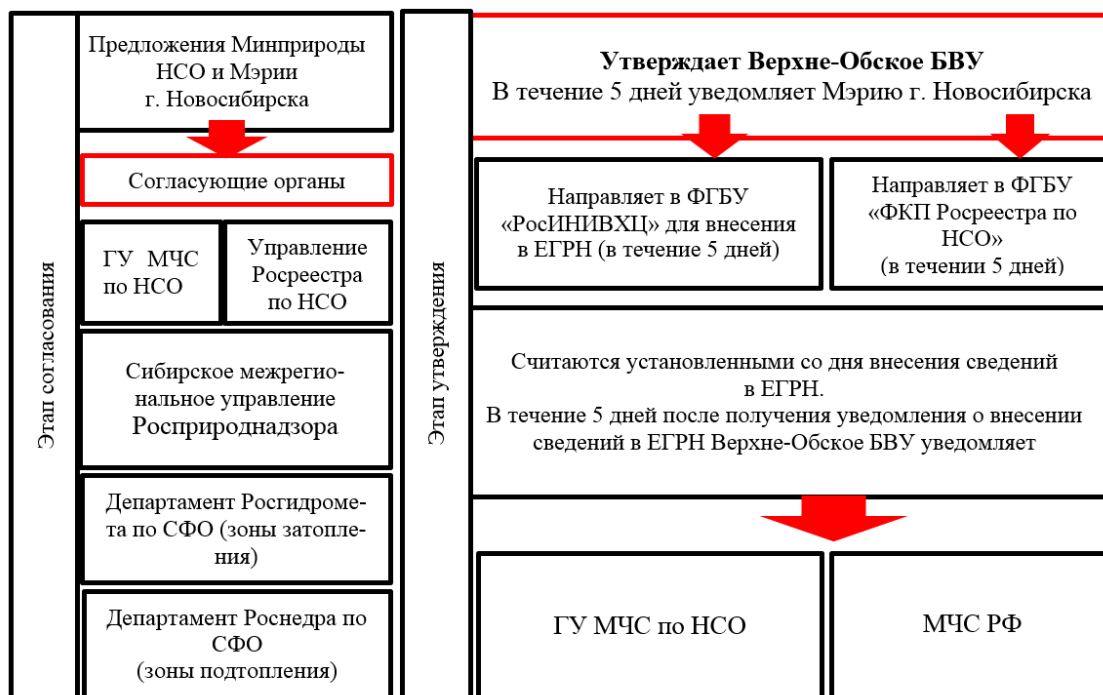 Этап согласования
Предложения Минприроды
НСО и Мэрии
г. Новосибирска
Согласующие органы
ГУ МЧС
по НСО
Управление
Росреестра
по НСО
Сибирское межрегио-
нальное управление
Росприроднадзора
Департамент Росгидроме-
та по СФО (зоны затопле-
ния)
Департамент Роснедра по
СФО
(зоны подтопления)
Этап утверждения
Утверждает Верхне-Обское БВУ
В течение 5 дней уведомляет Мэрию г. Новосибирска
Направляет в ФГБУ
«РосИНИВХЦ» для внесения
в ЕГРН (в течение 5 дней)
Направляет в ФГБУ
«ФКП Росреестра по
НСО»
(в течении 5 дней)
Считаются установленными со дня внесения сведений
в ЕГРН.
В течение 5 дней после получения уведомления о внесении
сведений в ЕГРН Верхне-Обское БВУ уведомляет
ГУ МЧС по НСО
МЧС РФ